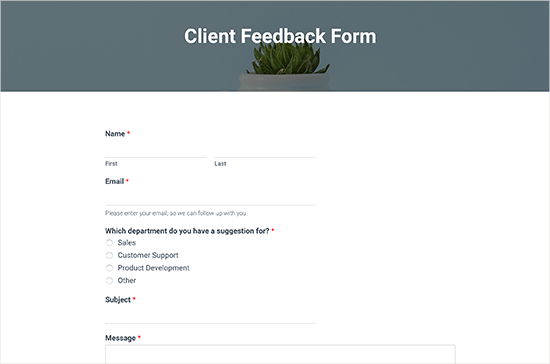 Client Feedback Form
Name *
First Last
Email *
Please enter your email, so we can follow up with you.
Which department do you have a suggestion for? *
Sales
Customer Support
Product Development
Other
Subject *
Message *